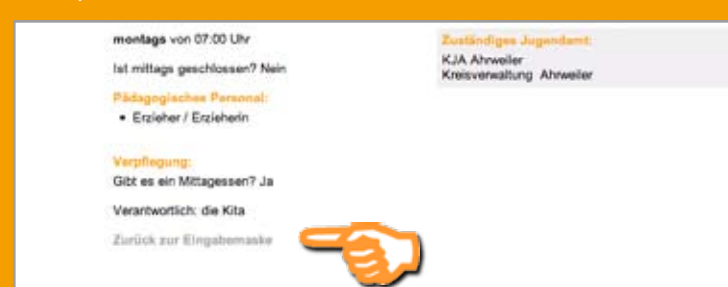 montags von 07:00 Uhr
Ist mittags geschlossen? Nein
Pädagogisches Personal:
• Erzieher / Erzieherin
Verpflegung:
Gibt es ein Mittagessen? Ja
Verantwortlich: die Kita
Zurück zur Eingabemaske
Zuständiges Jugendamt:
KJA Ahrweiler
Kreisverwaltung Ahrweiler